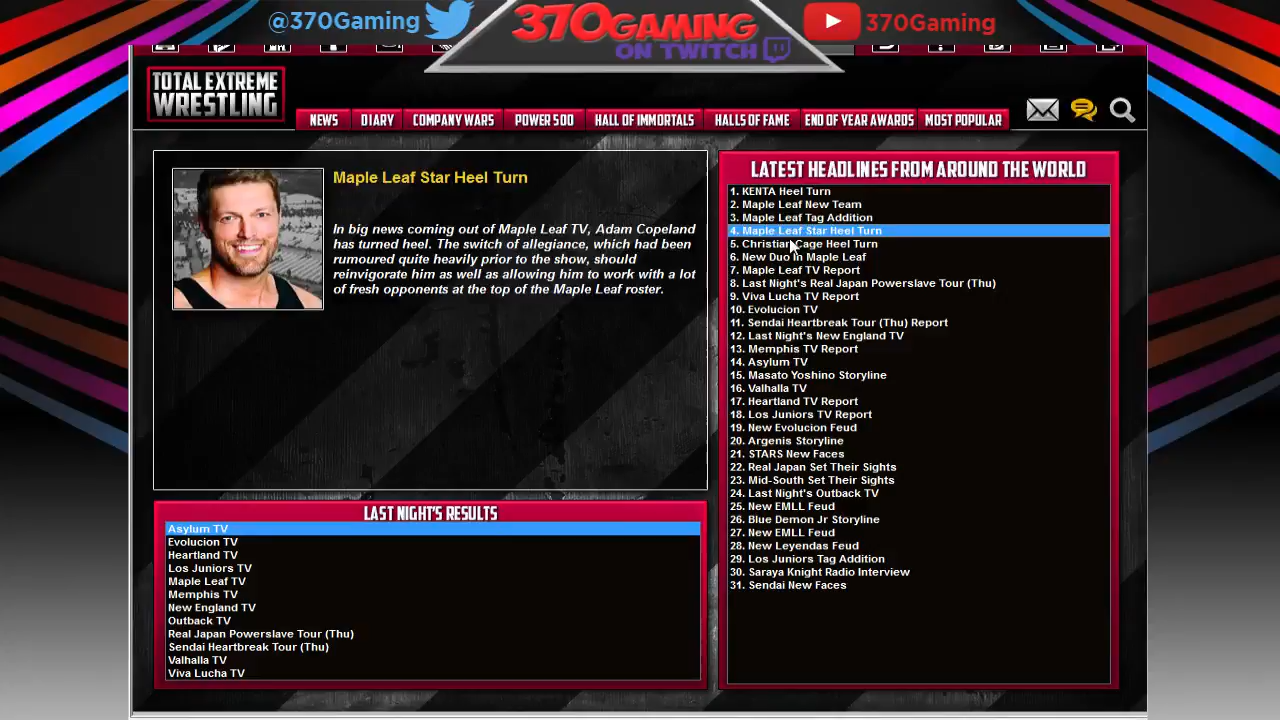 @370Gaming
370GAMING
ON TWITCH
370Gaming
TOTAL EXTREME
WRESTLING
NEWS
DIARY
COMPANY WARS
POWER 500
HALL OF IMMORTALS
HALLS OF FAME
END OF YEAR AWARDS
MOST POPULAR
Maple Leaf Star Heel Turn
In big news coming out of Maple Leaf TV, Adam Copeland
has turned heel. The switch of allegiance, which had been
rumoured quite heavily prior to the show, should
reinvigorate him as well as allowing him to work with a lot
of fresh opponents at the top of the Maple Leaf roster.
LAST NIGHT'S RESULTS
Asylum TV
Evolucion TV
Heartland TV
Los Juniors TV
Maple Leaf TV
Memphis TV
New England TV
Outback TV
Real Japan Powerslave Tour (Thu)
Sendai Heartbreak Tour (Thu)
Valhalla TV
Viva Lucha TV
LATEST HEADLINES FROM AROUND THE WORLD
1. KENTA Heel Turn
2. Maple Leaf New Team
3. Maple Leaf Tag Addition
4. Maple Leaf Star Heel Turn
5. Christian Cage Heel Turn
6. New Duo In Maple Leaf
7. Maple Leaf TV Report
8. Last Night's Real Japan Powerslave Tour (Thu)
9. Viva Lucha TV Report
10. Evolucion TV
11. Sendai Heartbreak Tour (Thu) Report
12. Last Night's New England TV
13. Memphis TV Report
14. Asylum TV
15. Masato Yoshino Storyline
16. Valhalla TV
17. Heartland TV Report
18. Los Juniors TV Report
19. New Evolucion Feud
20. Argenis Storyline
21. STARS New Faces
22. Real Japan Set Their Sights
23. Mid-South Set Their Sights
24. Last Night's Outback TV
25. New EMLL Feud
26. Blue Demon Jr Storyline
27. New EMLL Feud
28. New Leyendas Feud
29. Los Juniors Tag Addition
30. Saraya Knight Radio Interview
31. Sendai New Faces